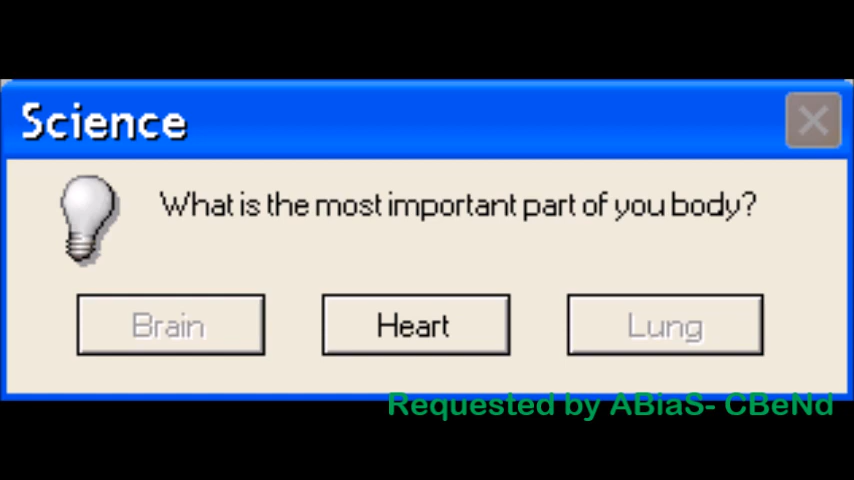 Science
What is the most important part of you body?
Brain
Heart
Lung
Requested by ABiaS- CBeNd